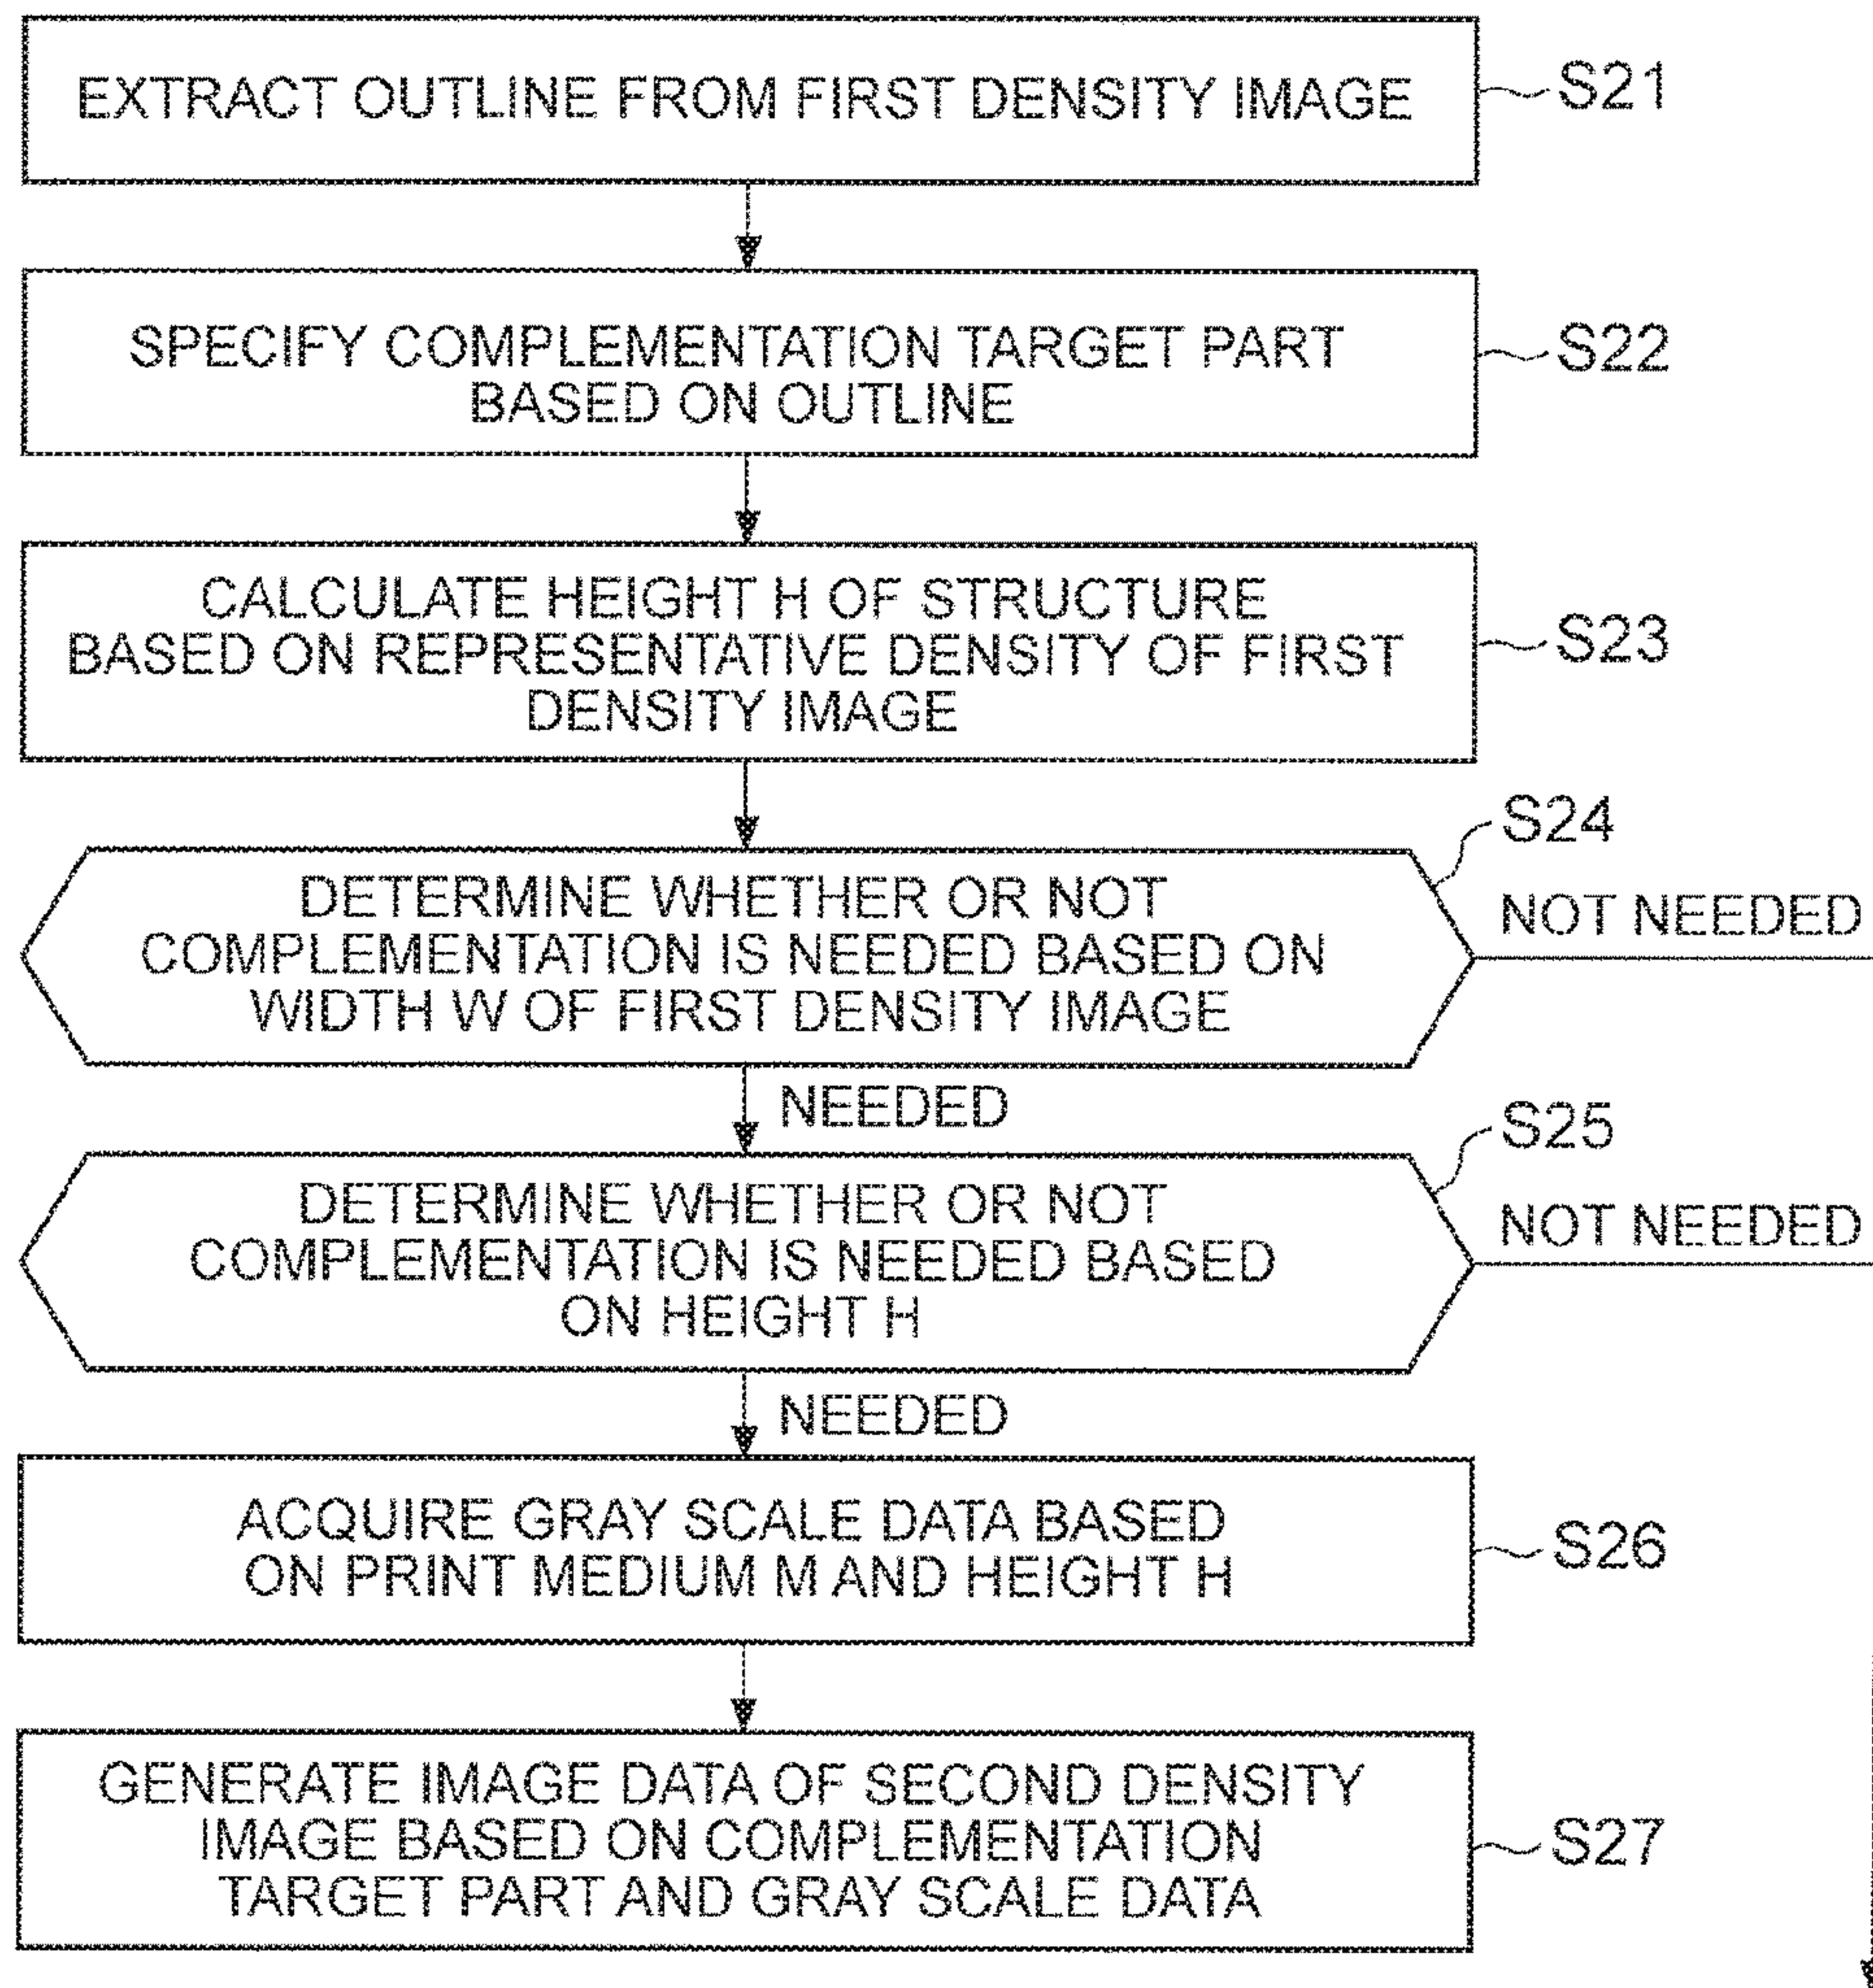 EXTRACT OUTLINE FROM FIRST DENSITY IMAGE
S21
SPECIFY COMPLEMENTATION TARGET PART
BASED ON OUTLINE
S22
CALCULATE HEIGHT H OF STRUCTURE
BASED ON REPRESENTATIVE DENSITY OF FIRST
DENSITY IMAGE
S23
S24
DETERMINE WHETHER OR NOT
COMPLEMENTATION IS NEEDED BASED ON
WIDTH W OF FIRST DENSITY IMAGE
NOT NEEDED
NEEDED
S25
DETERMINE WHETHER OR NOT
COMPLEMENTATION IS NEEDED BASED
ON HEIGHT H
NOT NEEDED
NEEDED
ACQUIRE GRAY SCALE DATA BASED
ON PRINT MEDIUM M AND HEIGHT H
S26
GENERATE IMAGE DATA OF SECOND DENSITY
IMAGE BASED ON COMPLEMENTATION
TARGET PART AND GRAY SCALE DATA
S27